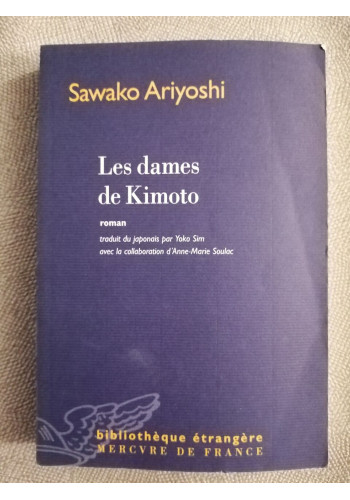 Sawako Ariyoshi
Les dames
de Kimoto
roman
traduit du japonais par Yoko Sim
avec la collaboration d'Anne-Marie Soulac
bibliothèque étrangère
MERCVRE DE FRANCE